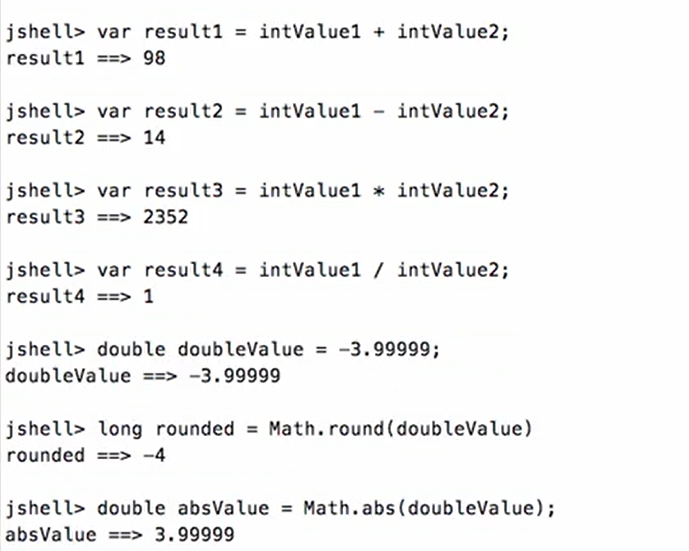 jshell> var result1 = intValue1 + intValue2;
result1 ==> 98
jshell> var result2 = intValue1 − intValue2;
result2 ==> 14
jshell> var result3 = intValue1 * intValue2;
result3 ==> 2352
jshell> var result4 = intValue1 / intValue2;
result4 ==> 1
jshell> double doubleValue = −3.99999;
doubleValue ==> −3.99999
jshell> long rounded = Math.round(doubleValue)
rounded ==> −4
jshell> double absValue = Math.abs(doubleValue);
absValue ==> 3.99999